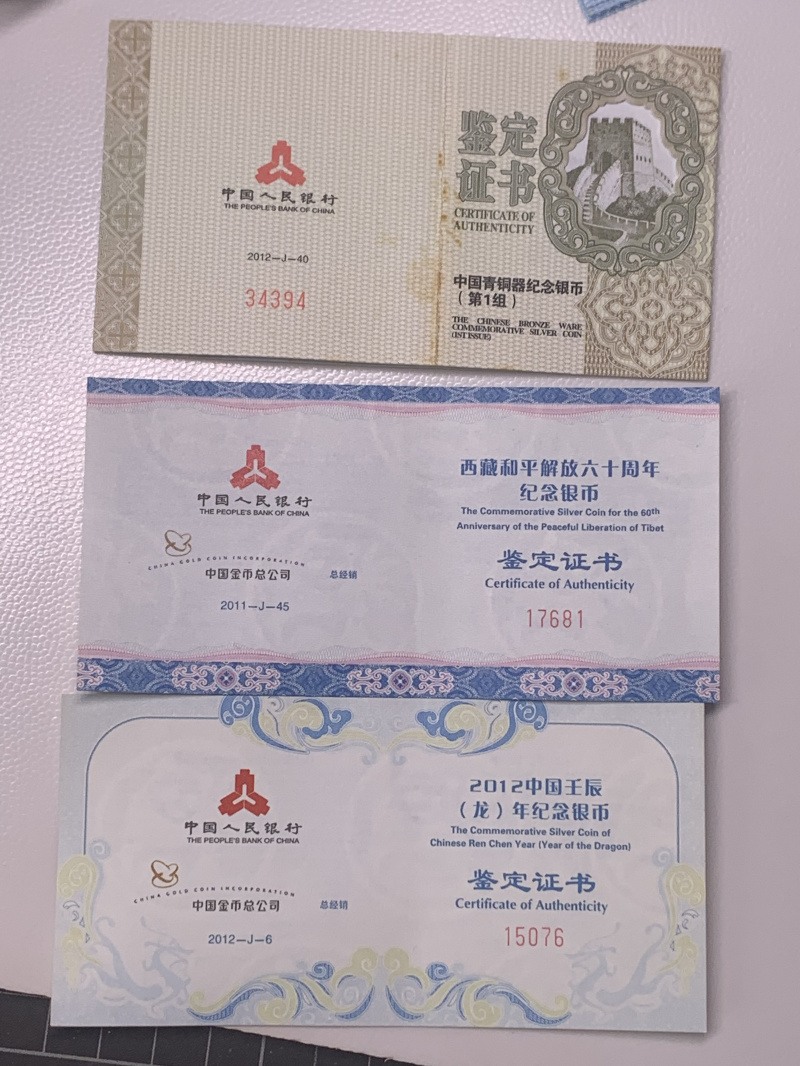 中国人民银行
THE PEOPLE'S BANK OF CHINA
2012-J-40
34394
鉴定
证书
CERTIFICATE OF
AUTHENTICITY
中国青铜器纪念银币
（第1组）
THE CHINESE BRONZE WARE
COMMEMORATIVE SILVER COIN
(1ST ISSUE)
中国人民银行
THE PEOPLE'S BANK OF CHINA
CHINA GOLD COIN INCORPORATION
中国金币总公司 总经销
2011-J-45
西藏和平解放六十周年
纪念银币
The Commemorative Silver Coin for the 60th
Anniversary of the Peaceful Liberation of Tibet
鉴定证书
Certificate of Authenticity
17681
中国人民银行
THE PEOPLE'S BANK OF CHINA
CHINA GOLD COIN INCORPORATION
中国金币总公司 总经销
2012-J-6
2012中国壬辰
（龙）年纪念银币
The Commemorative Silver Coin of
Chinese Ren Chen Year (Year of the Dragon)
鉴定证书
Certificate of Authenticity
15076